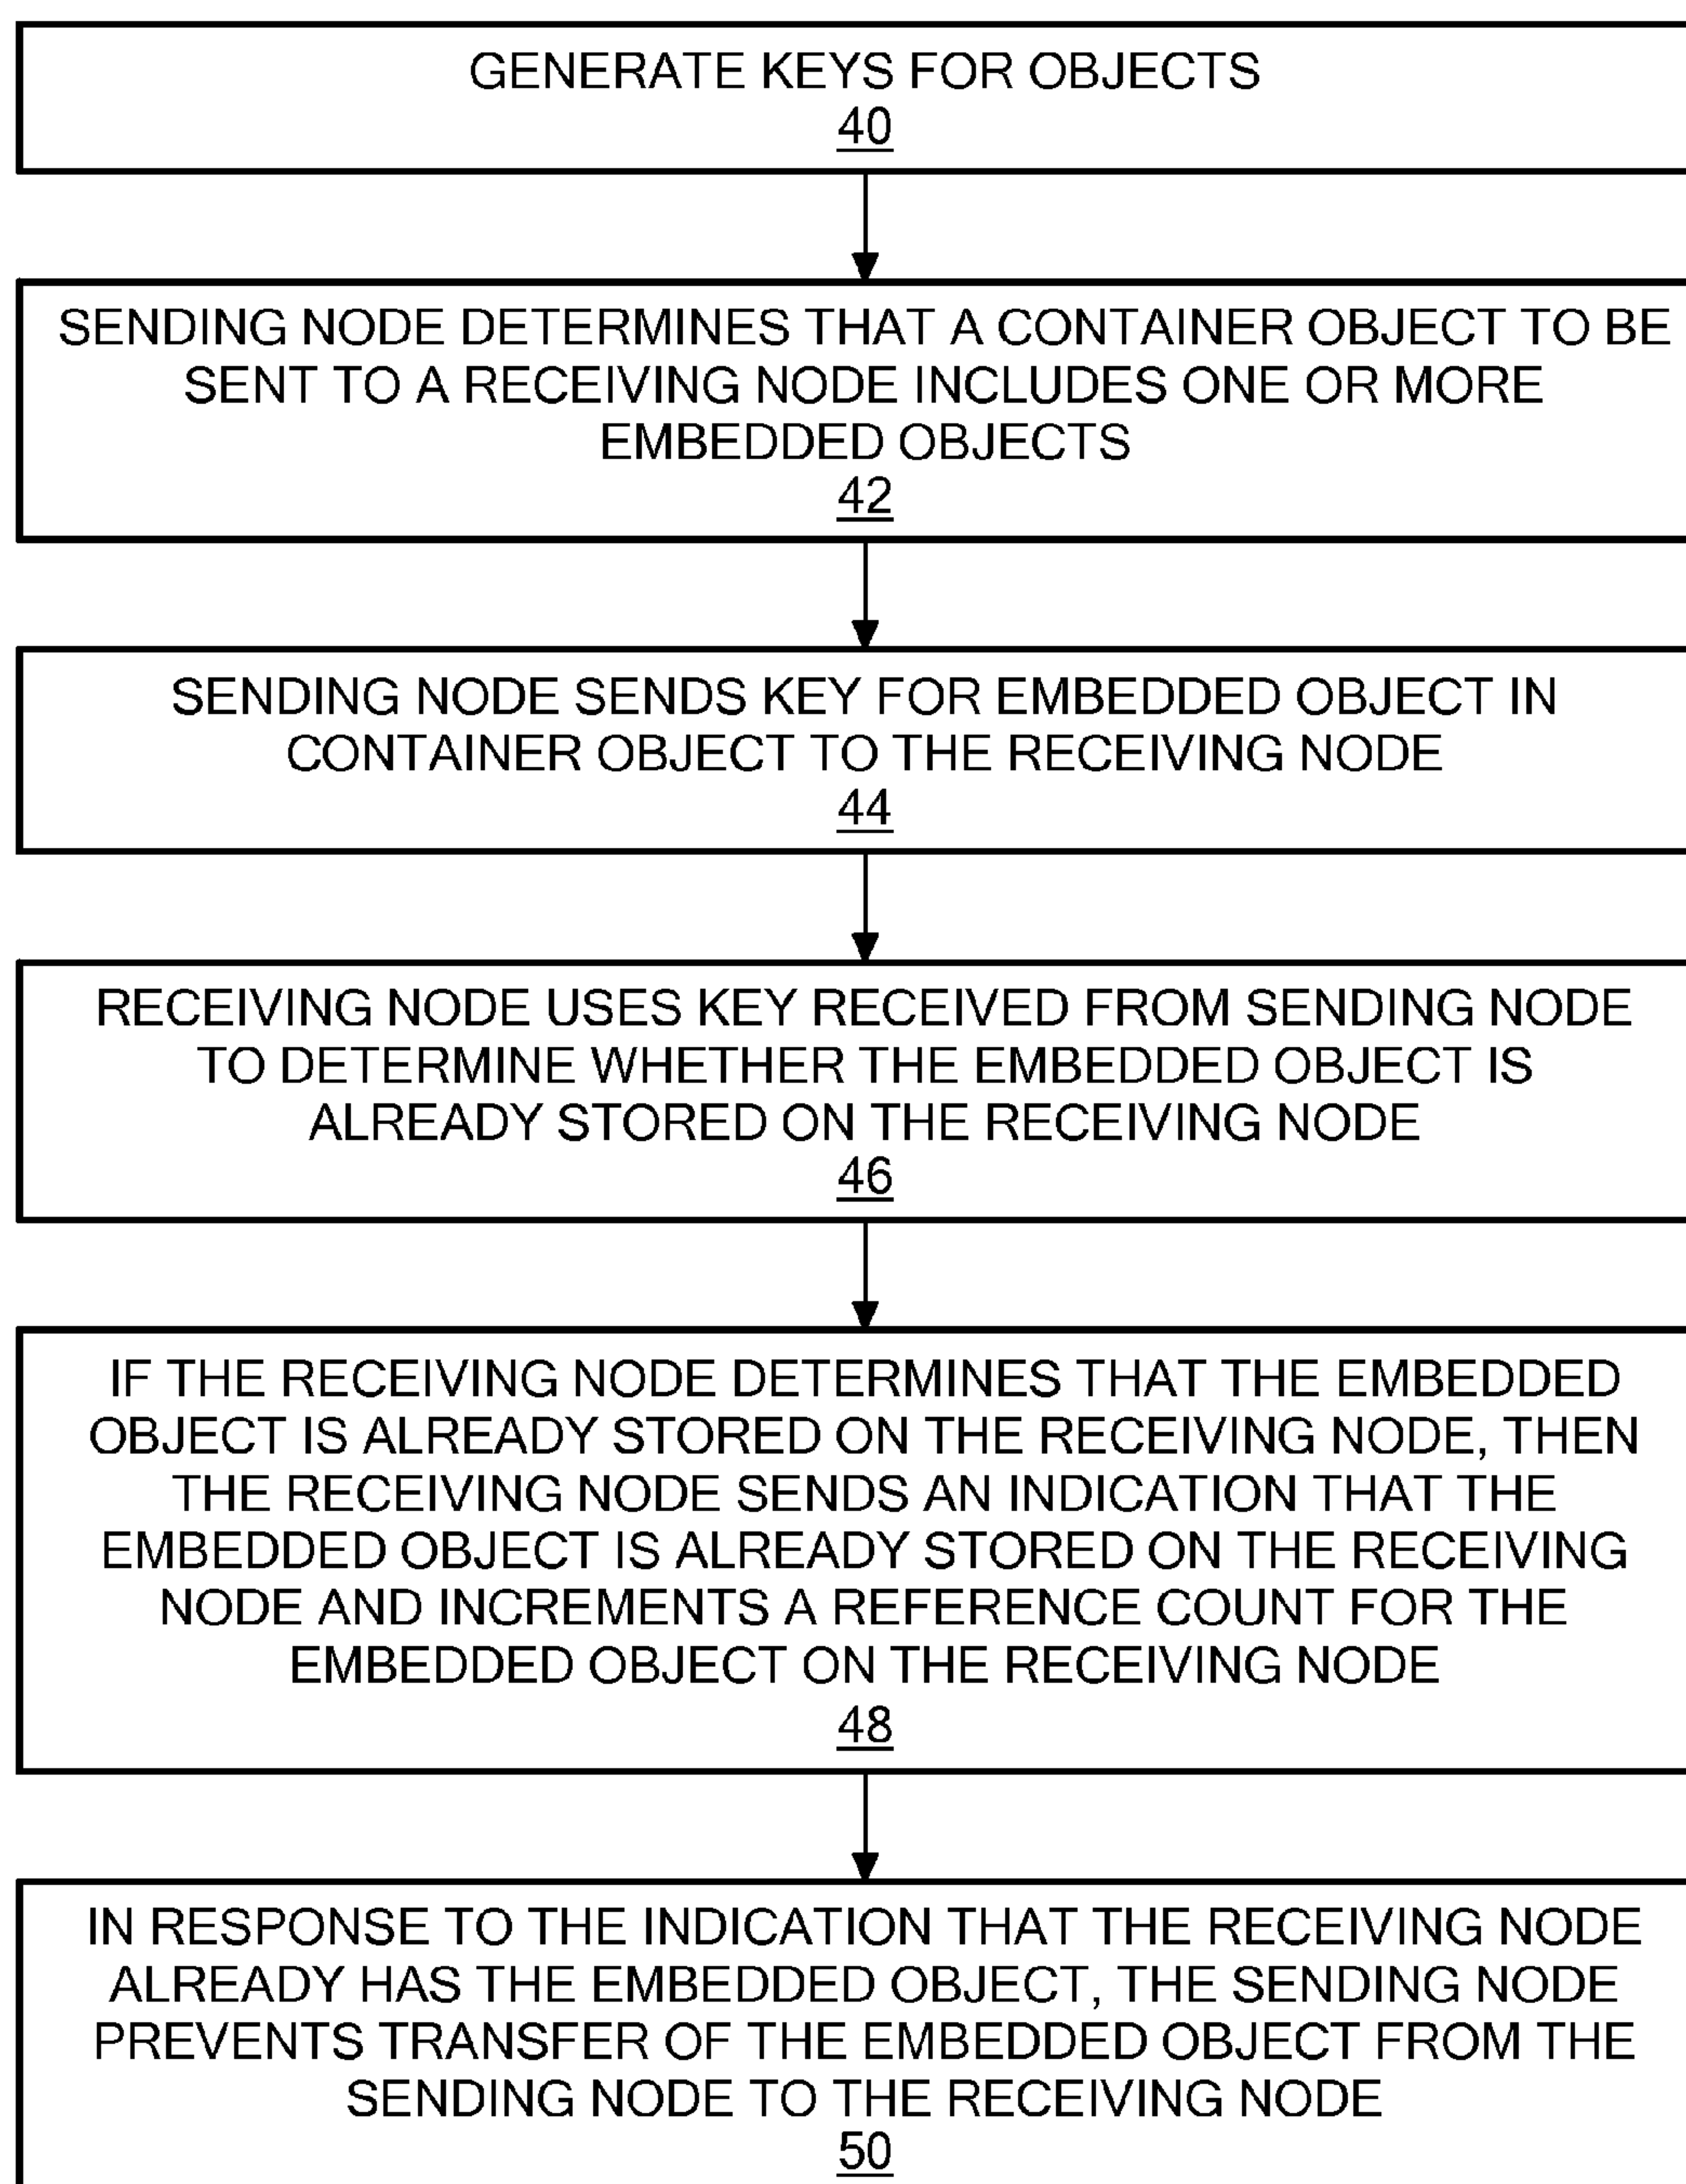 GENERATE KEYS FOR OBJECTS
40
SENDING NODE DETERMINES THAT A CONTAINER OBJECT TO BE
SENT TO A RECEIVING NODE INCLUDES ONE OR MORE
EMBEDDED OBJECTS
42
SENDING NODE SENDS KEY FOR EMBEDDED OBJECT IN
CONTAINER OBJECT TO THE RECEIVING NODE
44
RECEIVING NODE USES KEY RECEIVED FROM SENDING NODE
TO DETERMINE WHETHER THE EMBEDDED OBJECT IS
ALREADY STORED ON THE RECEIVING NODE
46
IF THE RECEIVING NODE DETERMINES THAT THE EMBEDDED
OBJECT IS ALREADY STORED ON THE RECEIVING NODE, THEN
THE RECEIVING NODE SENDS AN INDICATION THAT THE
EMBEDDED OBJECT IS ALREADY STORED ON THE RECEIVING
NODE AND INCREMENTS A REFERENCE COUNT FOR THE
EMBEDDED OBJECT ON THE RECEIVING NODE
48
IN RESPONSE TO THE INDICATION THAT THE RECEIVING NODE
ALREADY HAS THE EMBEDDED OBJECT, THE SENDING NODE
PREVENTS TRANSFER OF THE EMBEDDED OBJECT FROM THE
SENDING NODE TO THE RECEIVING NODE
50